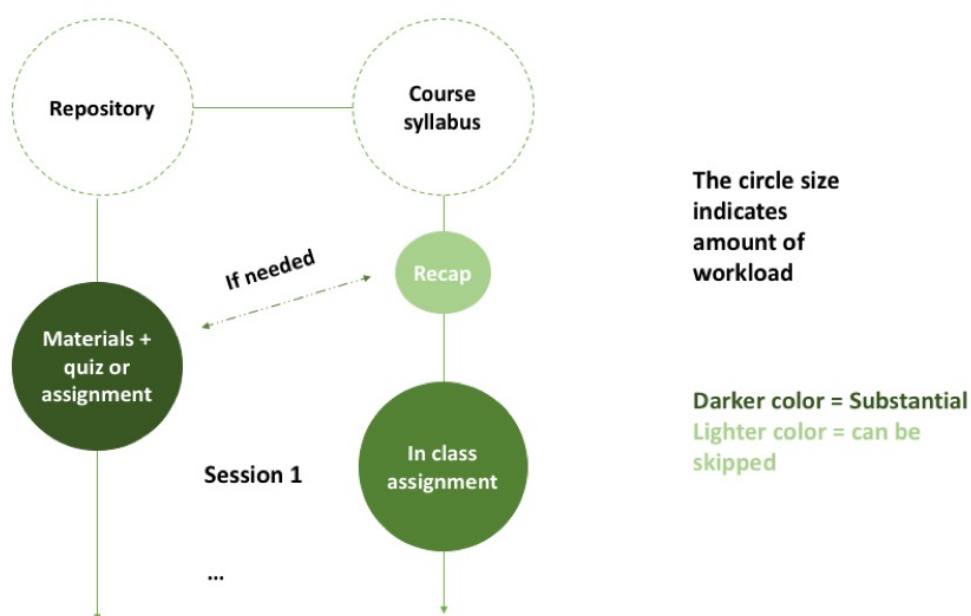 Repository
Course
syllabus
The circle size
indicates
amount of
workload
If needed
Recap
Materials +
quiz or
assignment
Darker color = Substantial
Lighter color = can be
skipped
In class
assignment
Session 1
...